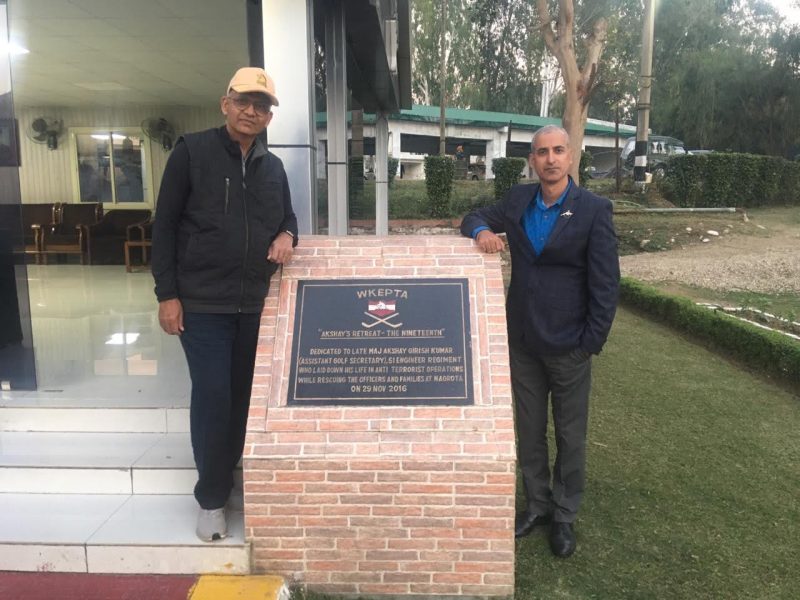 WKEPTA
"AKSHAY'S RETREAT- THE NINETEENTH"
DEDICATED TO LATE MAJ AKSHAY GIRISH KUMAR
(ASSISTANT GOLF SECRETARY), 51 ENGINEER REGIMENT
WHO LAID DOWN HIS LIFE IN ANTI TERRORIST OPERATIONS
WHILE RESCUING THE OFFICERS AND FAMILIES AT NAGROTA
ON 29 NOV 2016